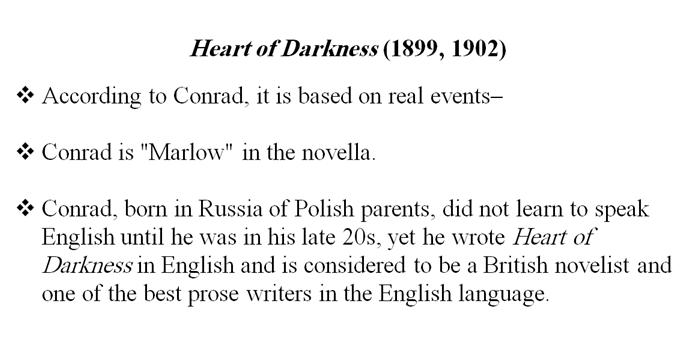 Heart of Darkness (1899, 1902)
❖ According to Conrad, it is based on real events–
❖ Conrad is "Marlow" in the novella.
❖ Conrad, born in Russia of Polish parents, did not learn to speak
English until he was in his late 20s, yet he wrote Heart of
Darkness in English and is considered to be a British novelist and
one of the best prose writers in the English language.